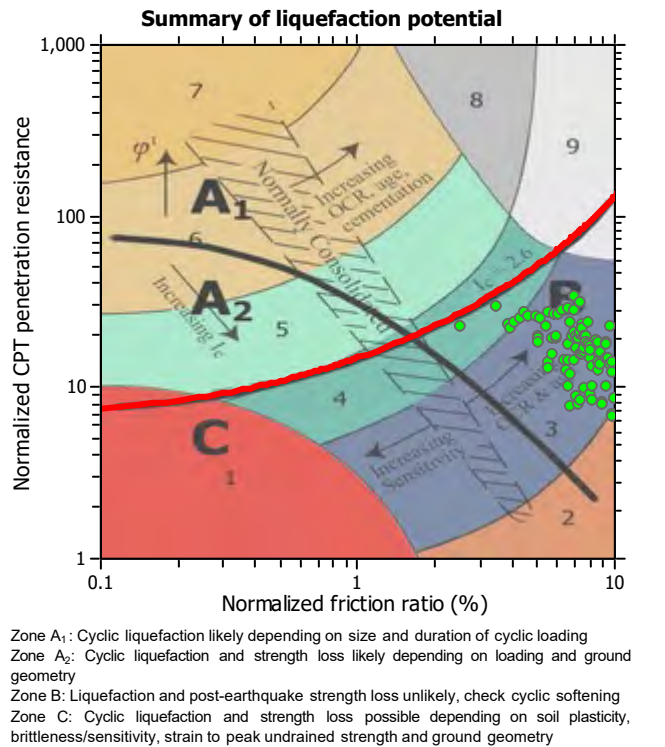 Summary of liquefaction potential
1,000
100
10
1
Normalized CPT penetration resistance
0.1
1
10
Normalized friction ratio (%)
7
8
9
φ'
A1
Increasing
OCR, age,
cementation
Normally Consolidated
6
A2
Increasing Ic
5
Ic = 2.6
B
4
C
1
Increasing
Sensitivity
OCR &
3
2
Zone A1: Cyclic liquefaction likely depending on size and duration of cyclic loading
Zone A2: Cyclic liquefaction and strength loss likely depending on loading and ground
geometry
Zone B: Liquefaction and post-earthquake strength loss unlikely, check cyclic softening
Zone C: Cyclic liquefaction and strength loss possible depending on soil plasticity,
brittleness/sensitivity, strain to peak undrained strength and ground geometry